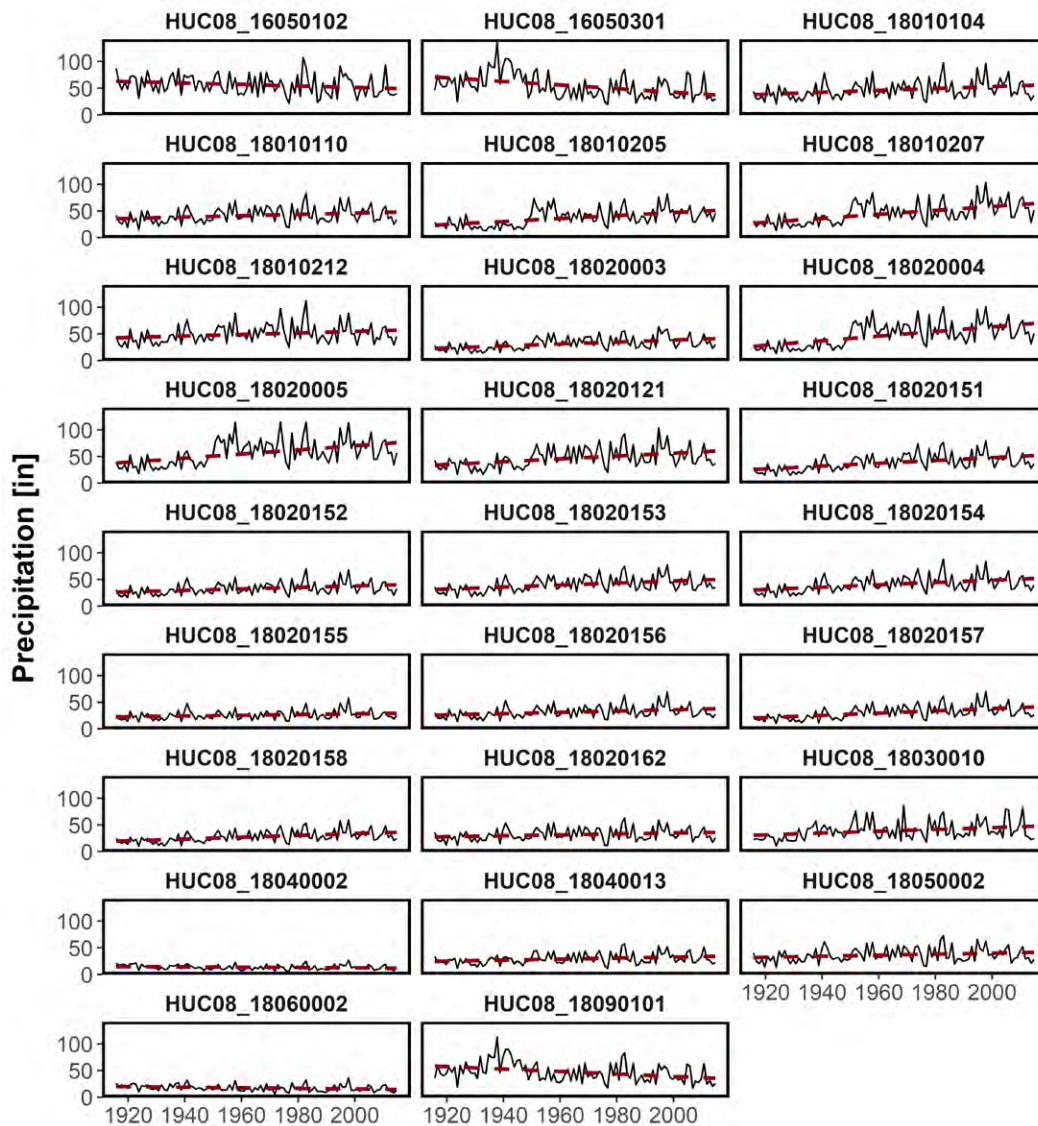 HUC08_16050102 HUC08_16050301 HUC08_18010104
100
50
0
HUC08_18010110 HUC08_18010205 HUC08_18010207
100
50
0
HUC08_18010212 HUC08_18020003 HUC08_18020004
100
50
0
HUC08_18020005 HUC08_18020121 HUC08_18020151
100
50
0
Precipitation [in]
HUC08_18020152 HUC08_18020153 HUC08_18020154
100
50
0
HUC08_18020155 HUC08_18020156 HUC08_18020157
100
50
0
HUC08_18020158 HUC08_18020162 HUC08_18030010
100
50
0
HUC08_18040002 HUC08_18040013 HUC08_18050002
100
50
0
1920 1940 1960 1980 2000
HUC08_18060002 HUC08_18090101
100
50
0
1920 1940 1960 1980 2000 1920 1940 1960 1980 2000